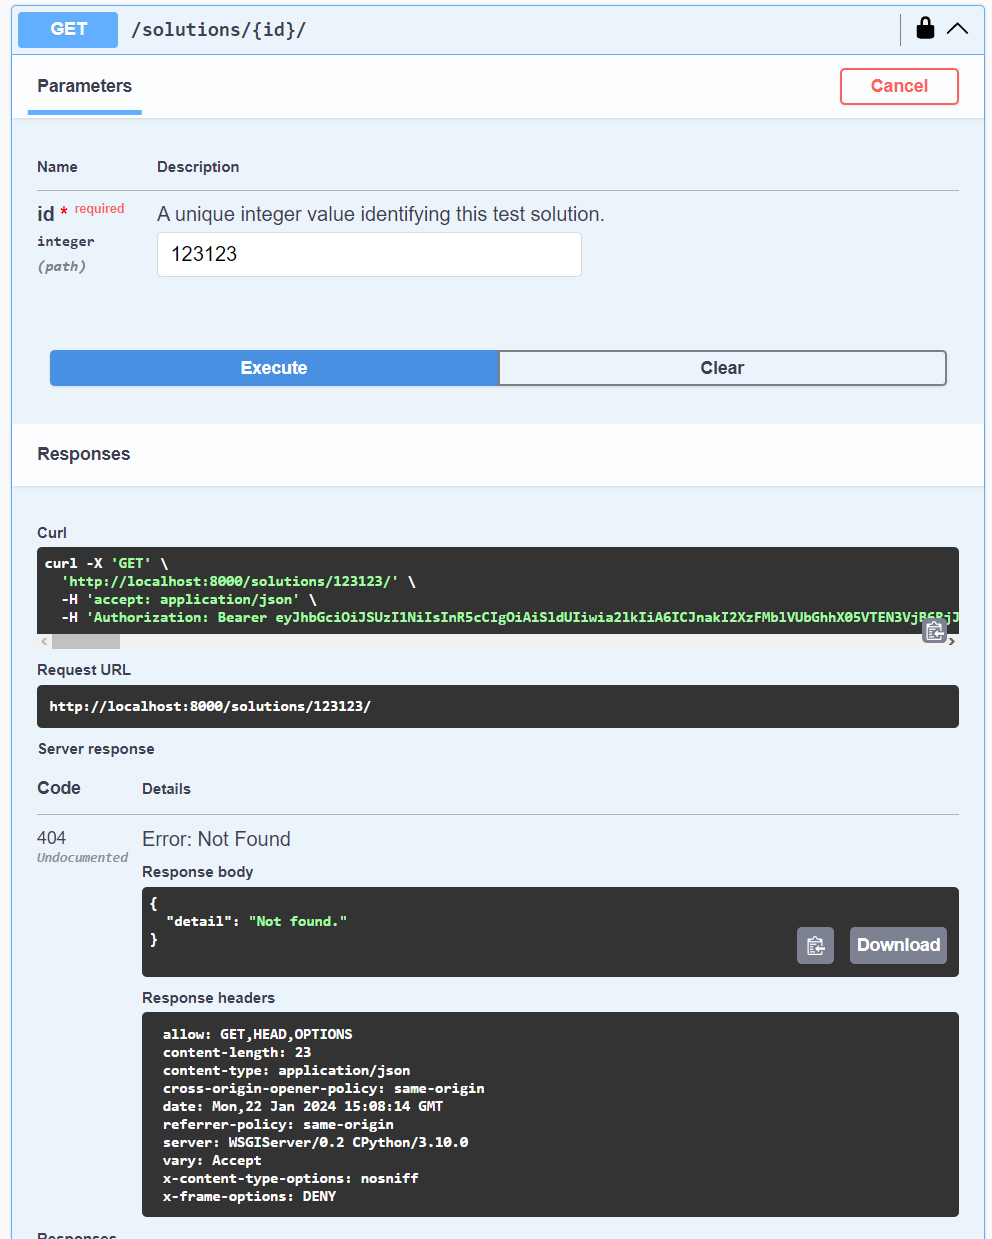 GET /solutions/{id}/
Parameters
Cancel
Name Description
id * required A unique integer value identifying this test solution.
integer
(path)
123123
Execute Clear
Responses
Curl
curl -X 'GET' \
'http://localhost:8000/solutions/123123/' \
-H 'accept: application/json' \
-H 'Authorization: Bearer
Request URL
http://localhost:8000/solutions/123123/
Server response
Code Details
404 Error: Not Found
Undocumented
Response body
{
"detail": "Not found."
}
Download
Response headers
allow: GET,HEAD,OPTIONS
content-length: 23
content-type: application/json
cross-origin-opener-policy: same-origin
date: Mon,22 Jan 2024 15:08:14 GMT
referrer-policy: same-origin
server: WSGIServer/0.2 CPython/3.10.0
vary: Accept
x-content-type-options: nosniff
x-frame-options: DENY
Responses